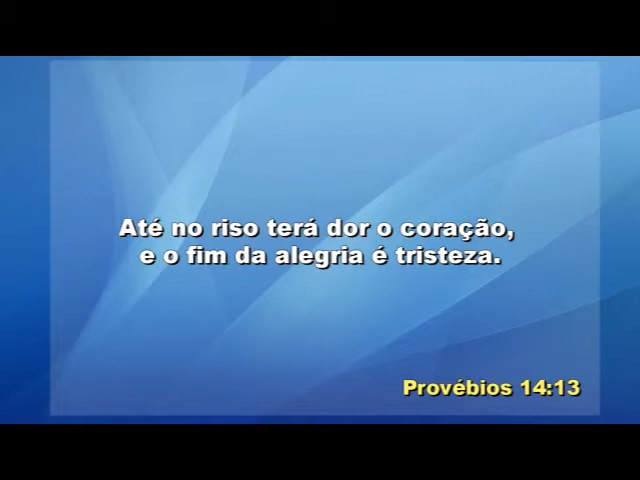 Até no riso terá dor o coração,
e o fim da alegria é tristeza.
Provébios 14:13